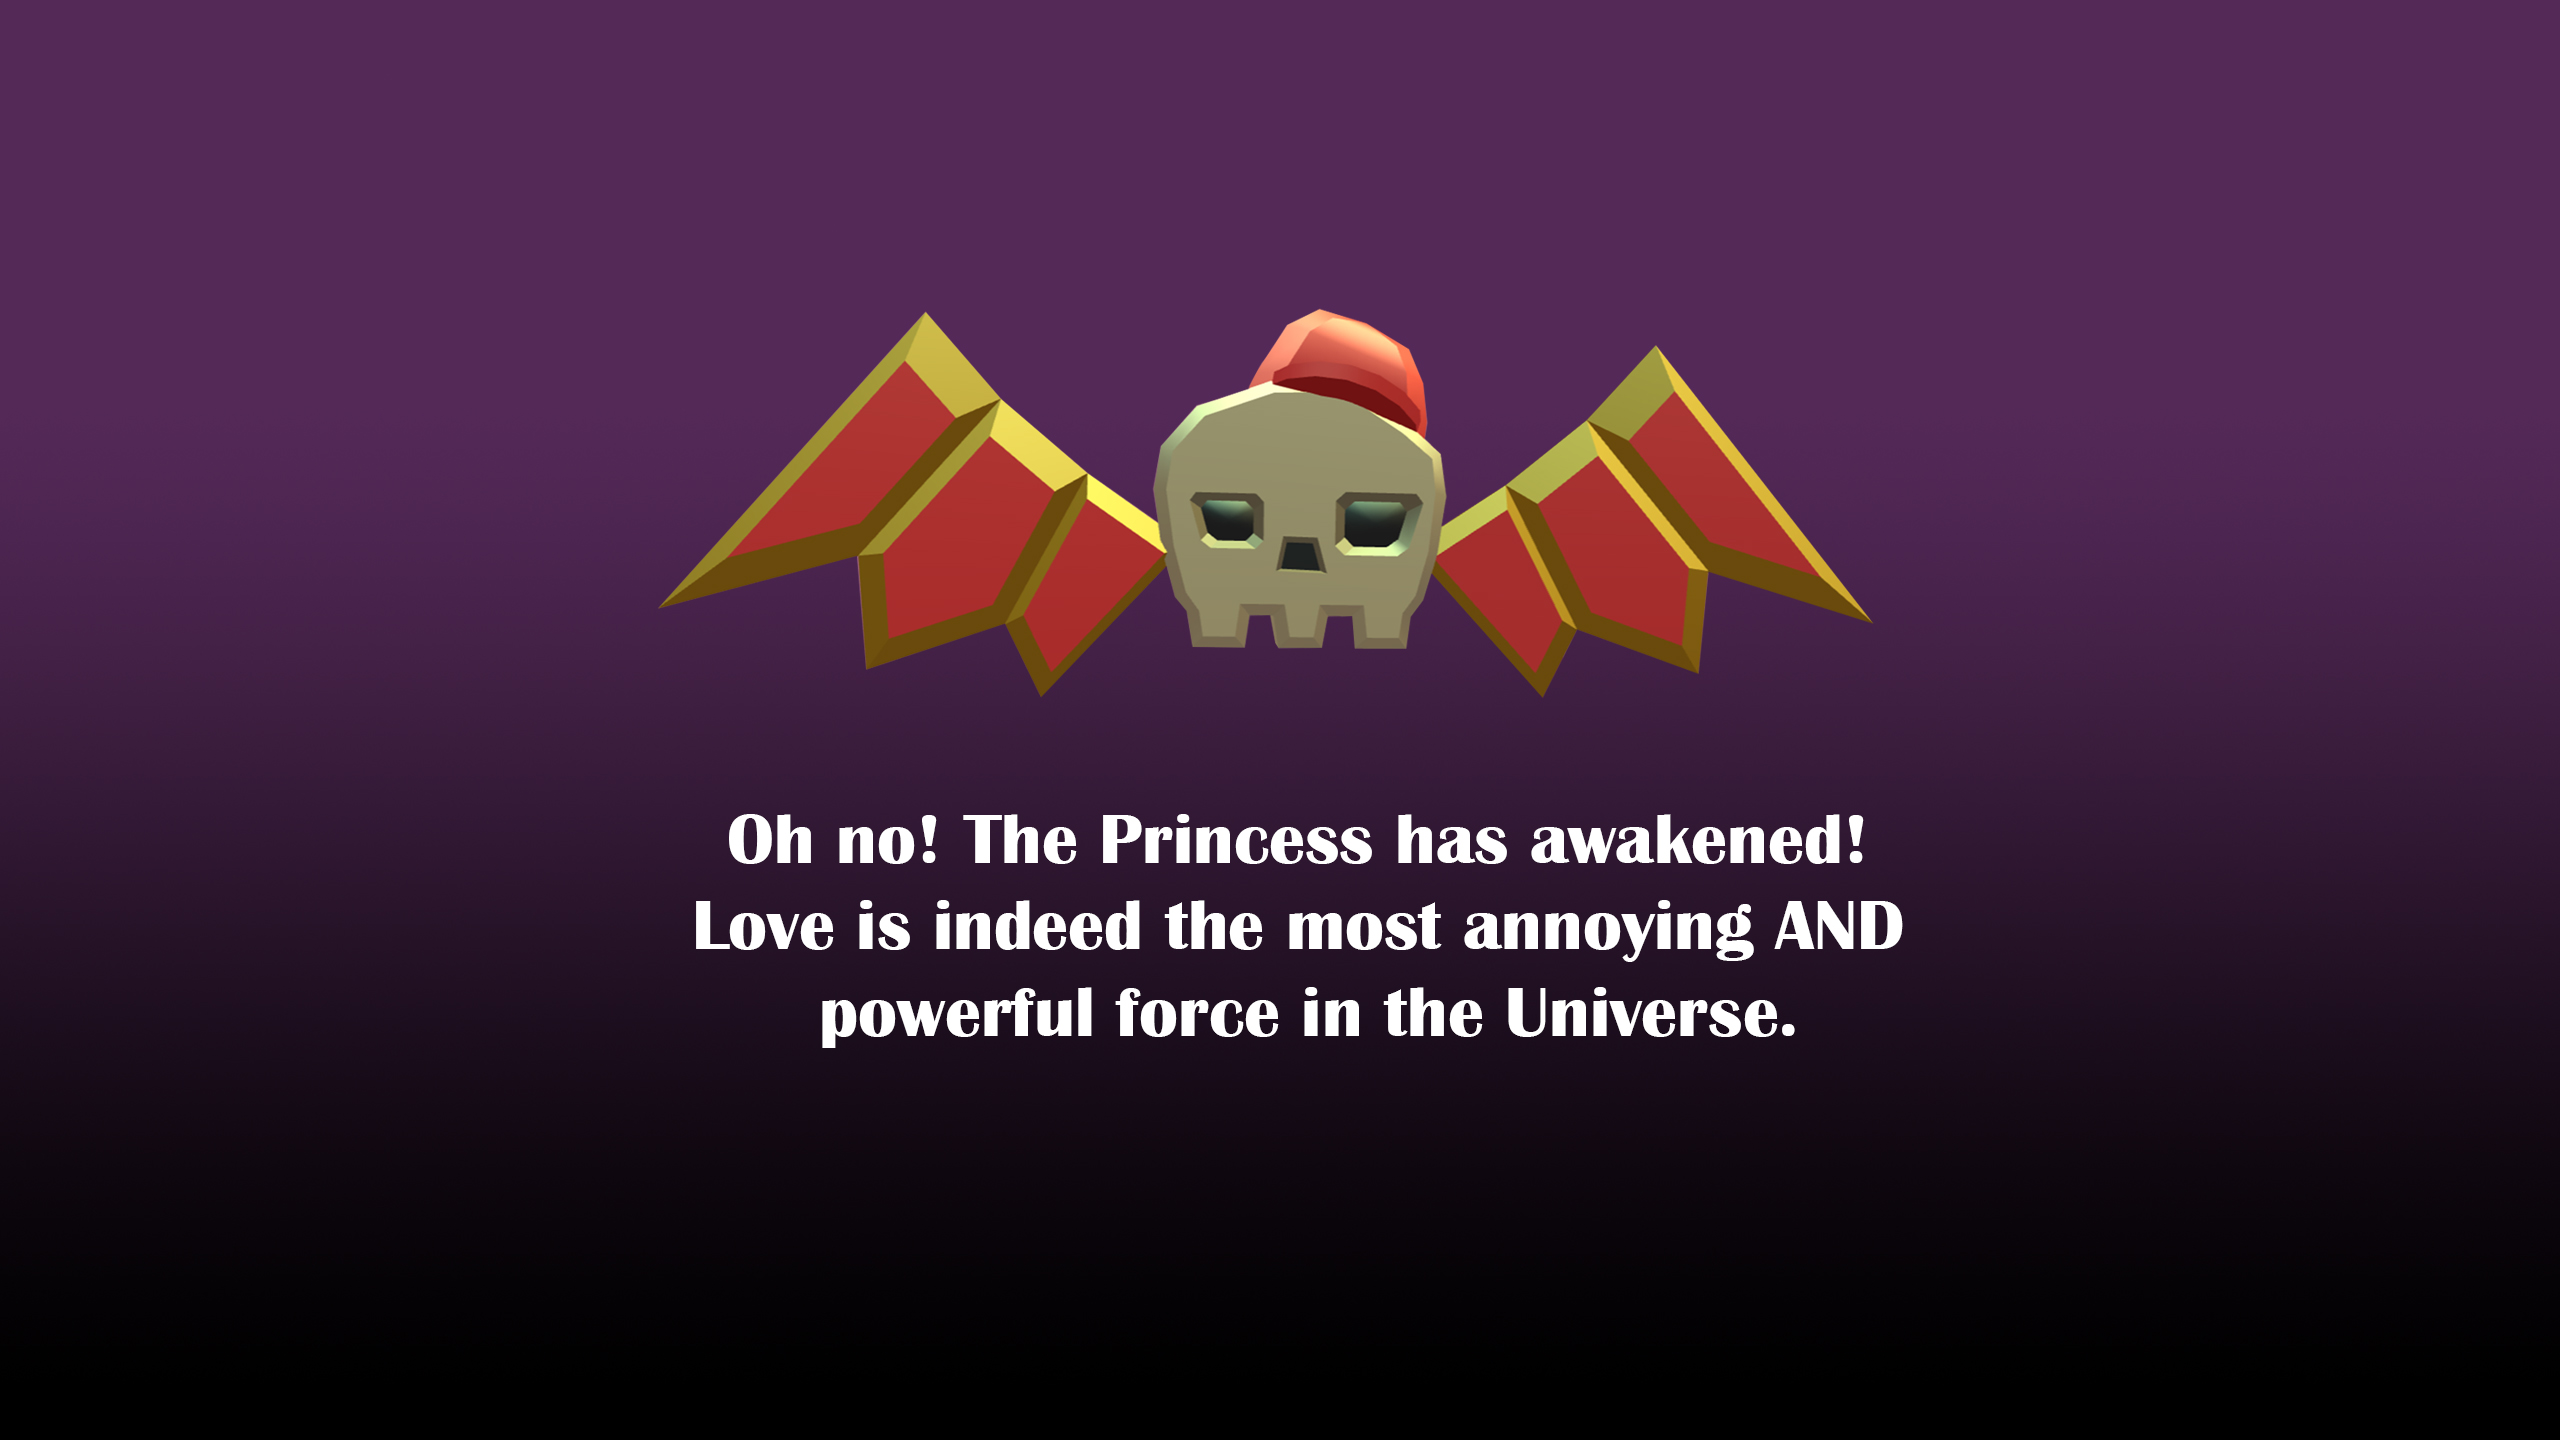 Oh no! The Princess has awakened!
Love is indeed the most annoying AND
powerful force in the Universe.